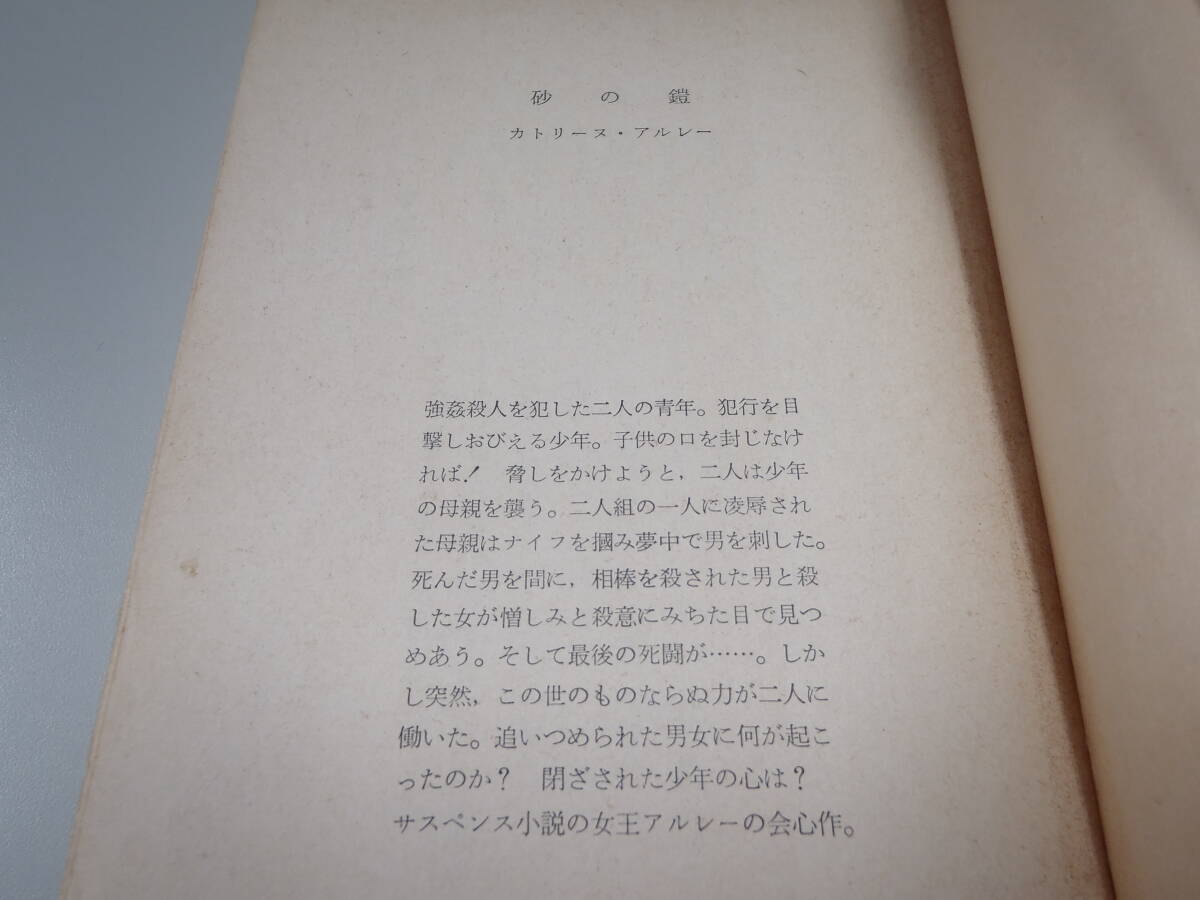 砂の鎧
カトリーヌ・アルレー
強姦殺人を犯した二人の青年。犯行を目
撃しおびえる少年。子供の口を封じなけ
れば！　脅しをかけようと，二人は少年
の母親を襲う。二人組の一人に凌辱され
た母親はナイフを摑み夢中で男を刺した。
死んだ男を間に，相棒を殺された男と殺
した女が憎しみと殺意にみちた目で見つ
めあう。そして最後の死闘が……。しか
し突然，この世のものならぬ力が二人に
働いた。追いつめられた男女に何が起こ
ったのか？　閉ざされた少年の心は？
サスペンス小説の女王アルレーの会心作。